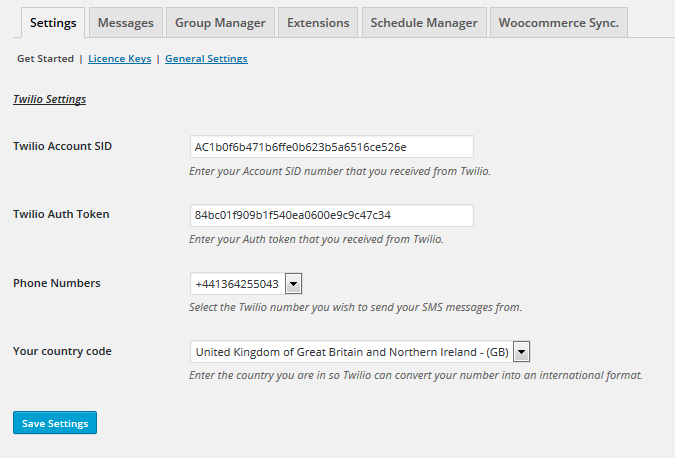 Settings Messages Group Manager Extensions Schedule Manager Woocommerce Sync.
Get Started | Licence Keys | General Settings
Twilio Settings
Twilio Account SID AC1b0f6b471b6ffe0b623b5a6516ce526e
Enter your Account SID number that you received from Twilio.
Twilio Auth Token 84bc01f909b1f540ea0600e9c9c47c34
Enter your Auth token that you received from Twilio.
Phone Numbers +441364255043
Select the Twilio number you wish to send your SMS messages from.
Your country code United Kingdom of Great Britain and Northern Ireland - (GB)
Enter the country you are in so Twilio can convert your number into an international format.
Save Settings